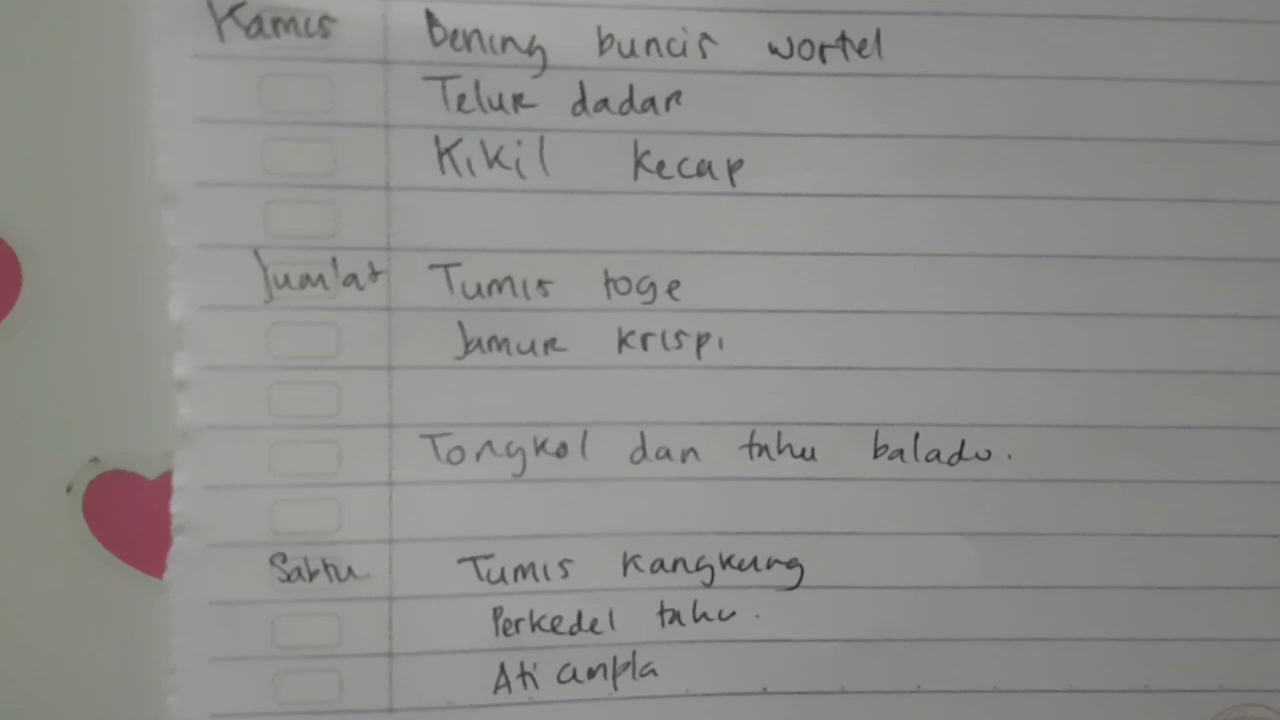 Kamis Bening buncis wortel
Telur dadar
Kikil kecap
Jum'at Tumis toge
Jamur krispi
Tongkol dan tahu balado.
Sabtu Tumis kangkung
Perkedel tahu.
Ati ampla